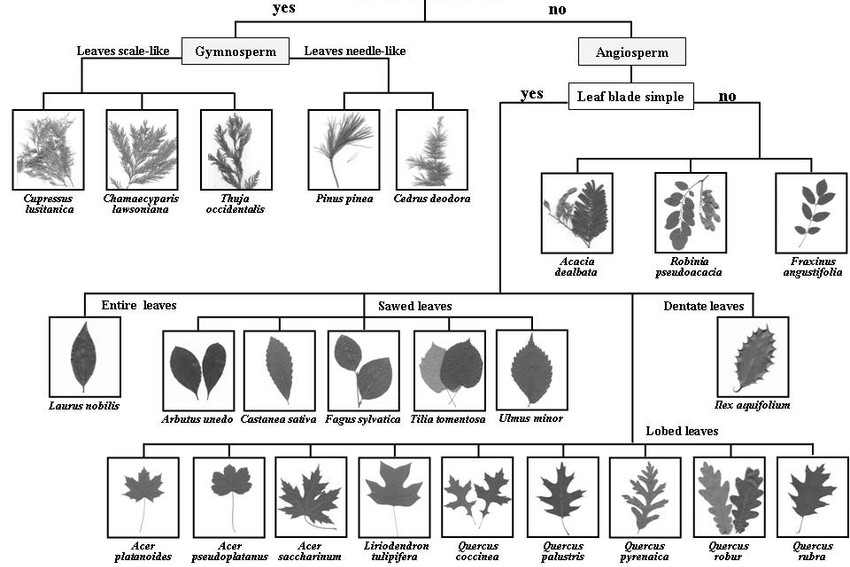 yes
no
Leaves scale-like
Gymnosperm
Leaves needle-like
Angiosperm
yes
Leaf blade simple
no
Cupressus
lusitanica
Chamaecyparis
lawsoniana
Thuja
occidentalis
Pinus pinea
Cedrus deodora
Acacia
dealbata
Robinia
pseudoacacia
Fraxinus
angustifolia
Entire leaves
Sawed leaves
Dentate leaves
Laurus nobilis
Arbutus unedo
Castanea sativa
Fagus sylvatica
Tilia tomentosa
Ulmus minor
Ilex aquifolium
Lobed leaves
Acer
platanoides
Acer
pseudoplatanus
Acer
saccharinum
Liriodendron
tulipifera
Quercus
coccinea
Quercus
palustris
Quercus
pyrenaica
Quercus
robur
Quercus
rubra